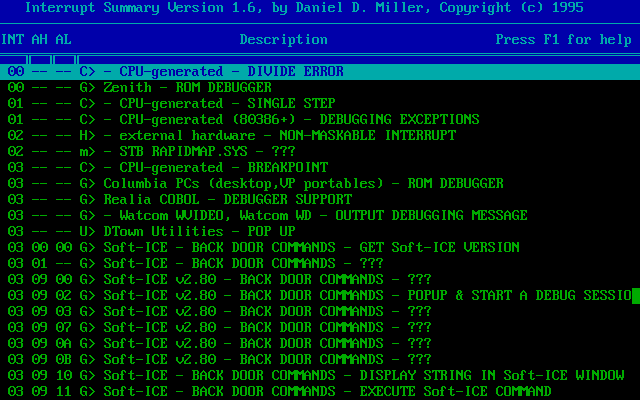 Interrupt Summary Version 1.6, by Daniel D. Miller, Copyright (c) 1995
INT AH AL Description Press F1 for help
00 -- -- C> - CPU-generated - DIVIDE ERROR
00 -- -- G> Zenith - ROM DEBUGGER
01 -- -- C> - CPU-generated - SINGLE STEP
01 -- -- C> - CPU-generated (80386+) - DEBUGGING EXCEPTIONS
02 -- -- H> - external hardware - NON-MASKABLE INTERRUPT
02 -- -- m> - STB RAPIDMAP.SYS - ???
03 -- -- C> - CPU-generated - BREAKPOINT
03 -- -- G> Columbia PCs (desktop,VP portables) - ROM DEBUGGER
03 -- -- G> Realia COBOL - DEBUGGER SUPPORT
03 -- -- G> - Watcom WVIDEO, Watcom WD - OUTPUT DEBUGGING MESSAGE
03 -- -- U> DTown Utilities - POP UP
03 00 00 G> Soft-ICE - BACK DOOR COMMANDS - GET Soft-ICE VERSION
03 01 -- G> Soft-ICE - BACK DOOR COMMANDS - ???
03 09 00 G> Soft-ICE v2.80 - BACK DOOR COMMANDS - ???
03 09 02 G> Soft-ICE v2.80 - BACK DOOR COMMANDS - POPUP & START A DEBUG SESSIO
03 09 03 G> Soft-ICE v2.80 - BACK DOOR COMMANDS - ???
03 09 07 G> Soft-ICE v2.80 - BACK DOOR COMMANDS - ???
03 09 0A G> Soft-ICE v2.80 - BACK DOOR COMMANDS - ???
03 09 0B G> Soft-ICE v2.80 - BACK DOOR COMMANDS - ???
03 09 10 G> Soft-ICE - BACK DOOR COMMANDS - DISPLAY STRING IN Soft-ICE WINDOW
03 09 11 G> Soft-ICE - BACK DOOR COMMANDS - EXECUTE Soft-ICE COMMAND